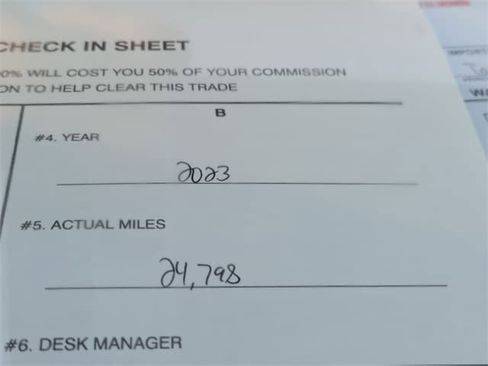 CHECK IN SHEET
0% WILL COST YOU 50% OF YOUR COMMISSION
ON TO HELP CLEAR THIS TRADE
B
#4. YEAR
2023
#5. ACTUAL MILES
24,798
#6. DESK MANAGER